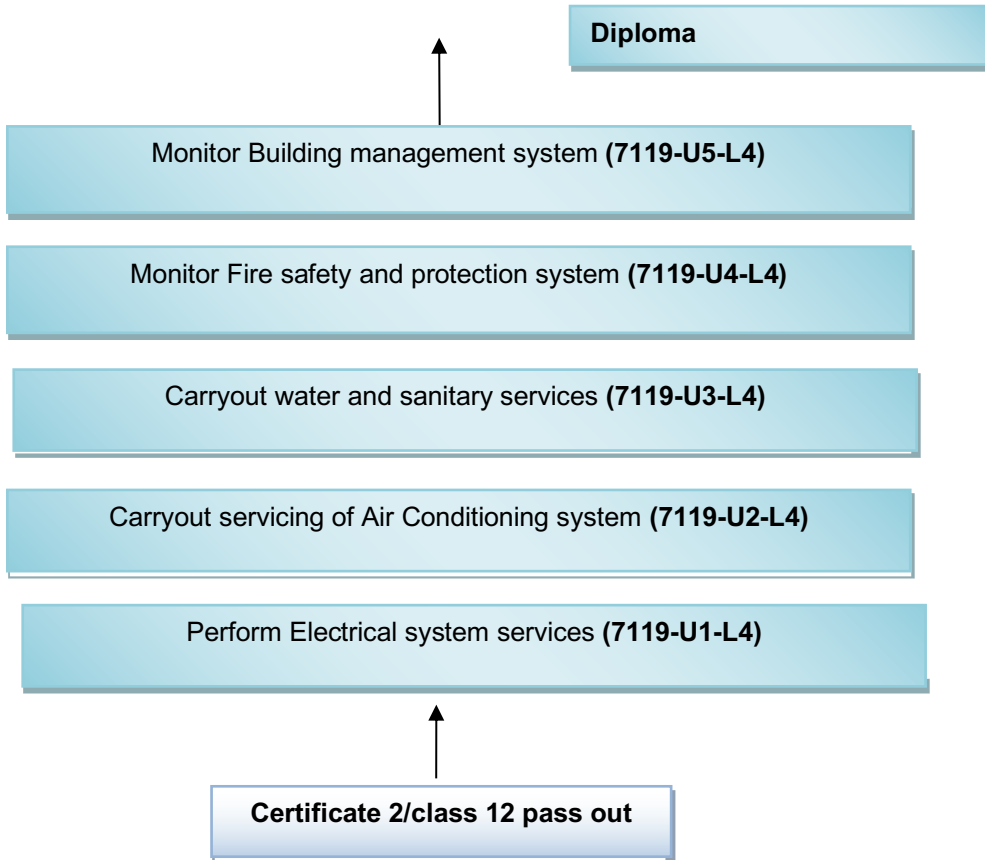 Diploma
Monitor Building management system (7119-U5-L4)
Monitor Fire safety and protection system (7119-U4-L4)
Carryout water and sanitary services (7119-U3-L4)
Carryout servicing of Air Conditioning system (7119-U2-L4)
Perform Electrical system services (7119-U1-L4)
Certificate 2/class 12 pass out